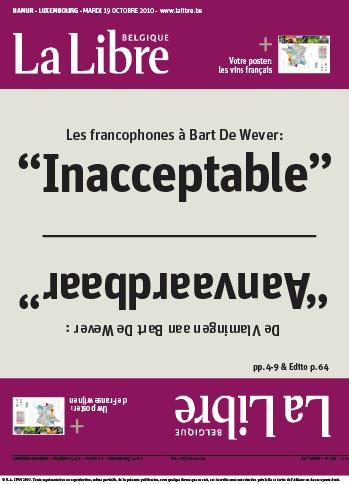 NAMUR - LUXEMBOURG - MARDI 19 OCTOBRE 2010 - www.lalibre.be
La Libre
BELGIQUE
Votre poster:
les vins français
Les francophones à Bart De Wever:
“Inacceptable”
“Aanvaardbaar”
De Vlamingen aan Bart De Wever :
pp. 4-9 & Edito p. 64
Uw poster:
de Franse wijnen
La Libre
BELGIQUE